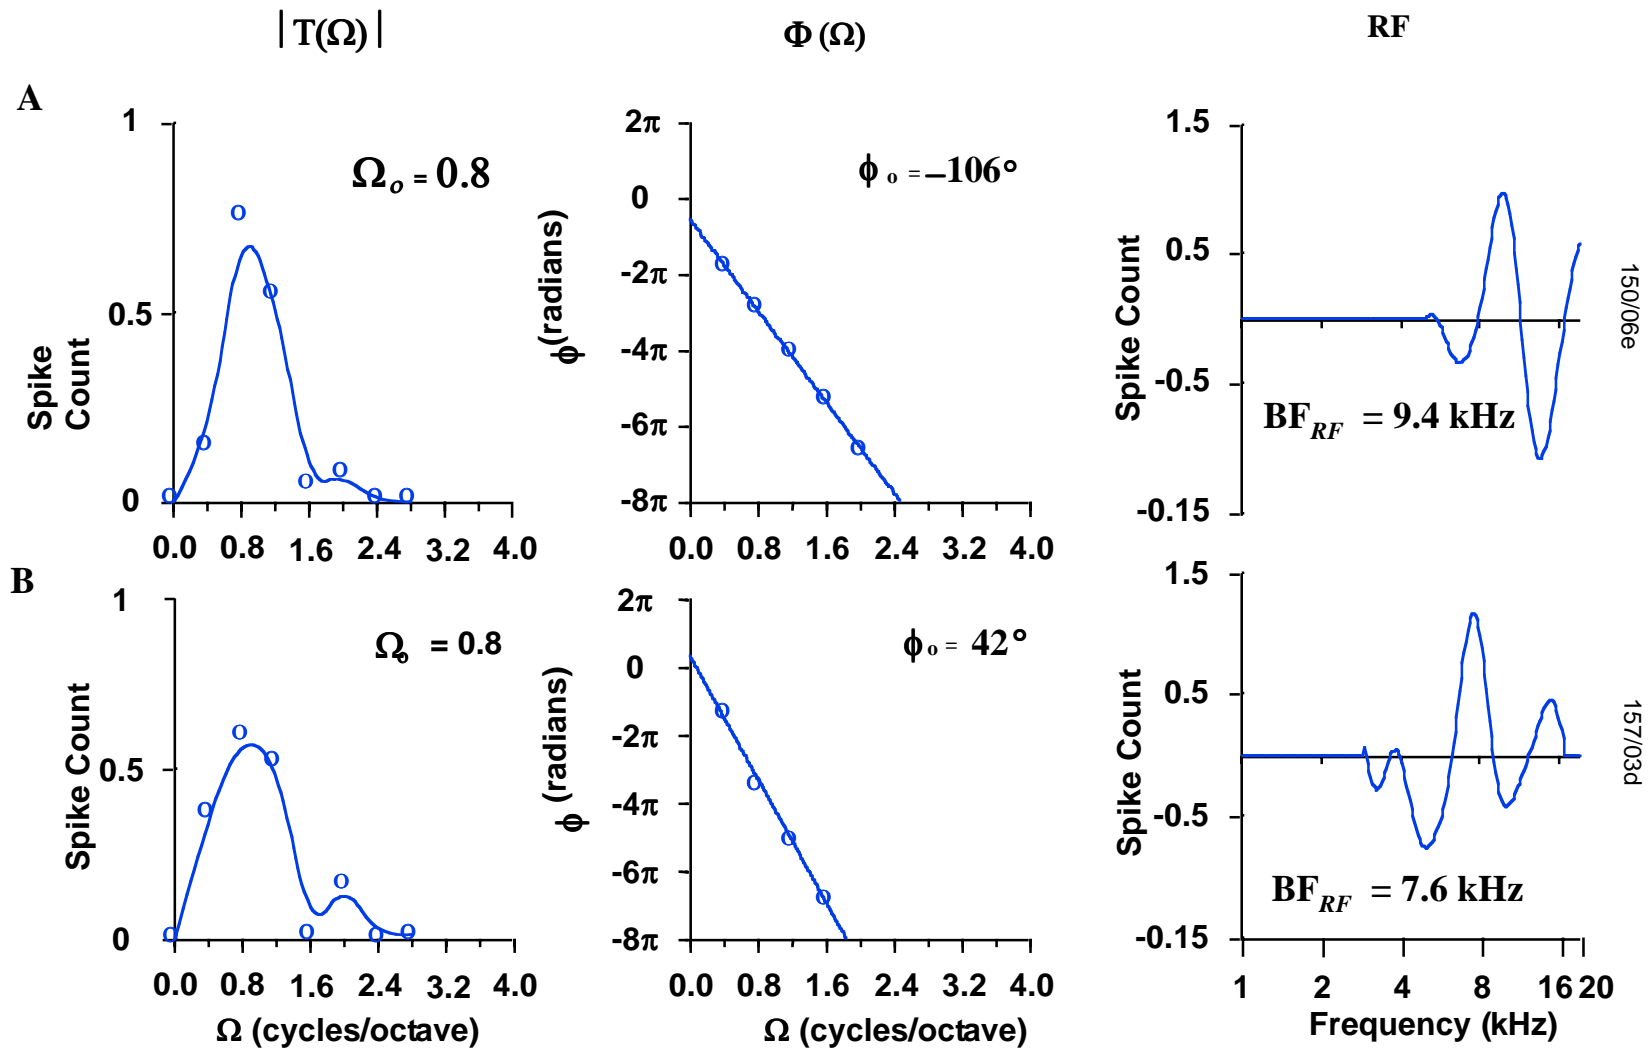 |T(Ω)|
Φ (Ω)
RF
A
1
0.5
0
Spike
Count
Ωo = 0.8
0.0 0.8 1.6 2.4 3.2 4.0
2π
0
-2π
-4π
-6π
-8π
ϕ(radians)
ϕ o = –106°
0.0 0.8 1.6 2.4 3.2 4.0
1.5
0.5
-0.5
-0.15
Spike Count
BFRF = 9.4 kHz
150/06e
B
1
0.5
0
Spike Count
Ωo = 0.8
0.0 0.8 1.6 2.4 3.2 4.0
Ω (cycles/octave)
2π
0
-2π
-4π
-6π
-8π
ϕ (radians)
ϕ o = 42°
0.0 0.8 1.6 2.4 3.2 4.0
Ω (cycles/octave)
1.5
0.5
-0.5
-0.15
Spike Count
BFRF = 7.6 kHz
1 2 4 8 16 20
Frequency (kHz)
157/03d